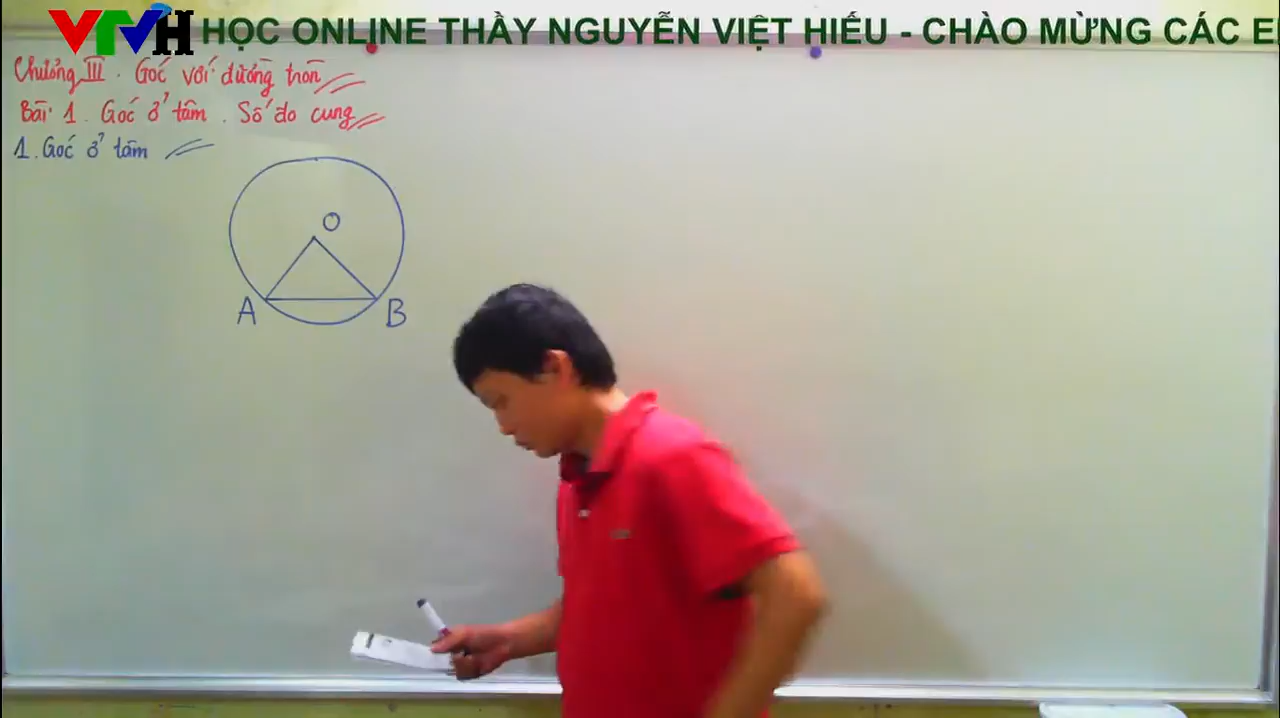 VTVH HỌC ONLINE THẦY NGUYỄN VIỆT HIẾU - CHÀO MỪNG CÁC E
Chương III. Góc với đường tròn
Bài 1. Góc ở tâm. Số đo cung
1. Góc ở tâm
O
A B